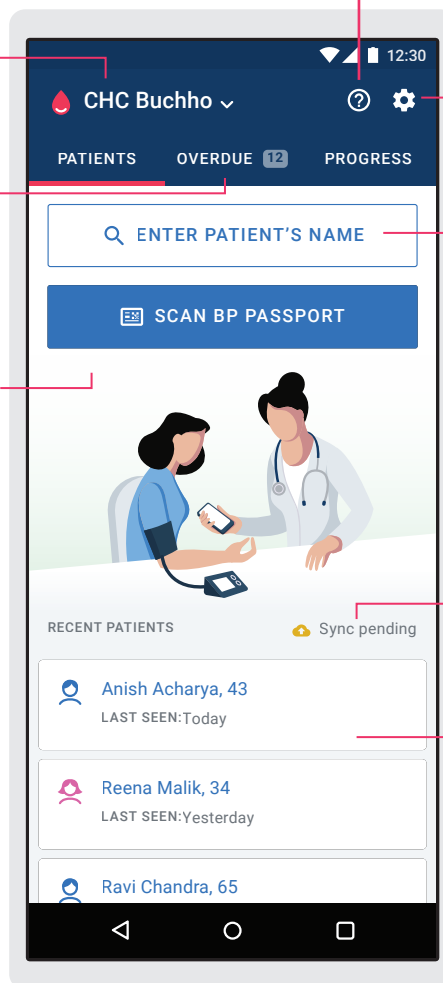 12:30
CHC Buchho
PATIENTS
OVERDUE 12
PROGRESS
ENTER PATIENT'S NAME
SCAN BP PASSPORT
RECENT PATIENTS
Sync pending
Anish Acharya, 43
LAST SEEN:Today
Reena Malik, 34
LAST SEEN:Yesterday
Ravi Chandra, 65